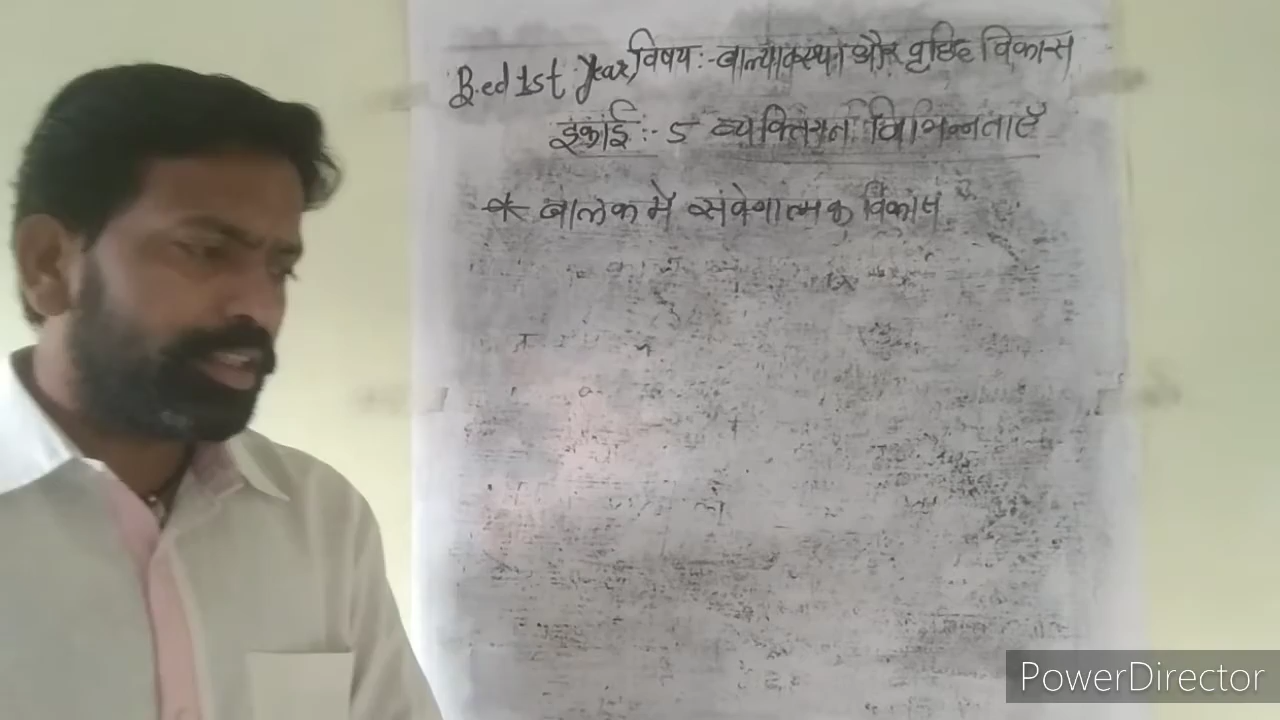 B.ed 1st Year, विषय :- बाल्यावस्था और वृद्धि विकास
इकाई :- 5 व्यक्तिगत विभिन्नताएँ
* बालक में संवेगात्मक विकास
PowerDirector